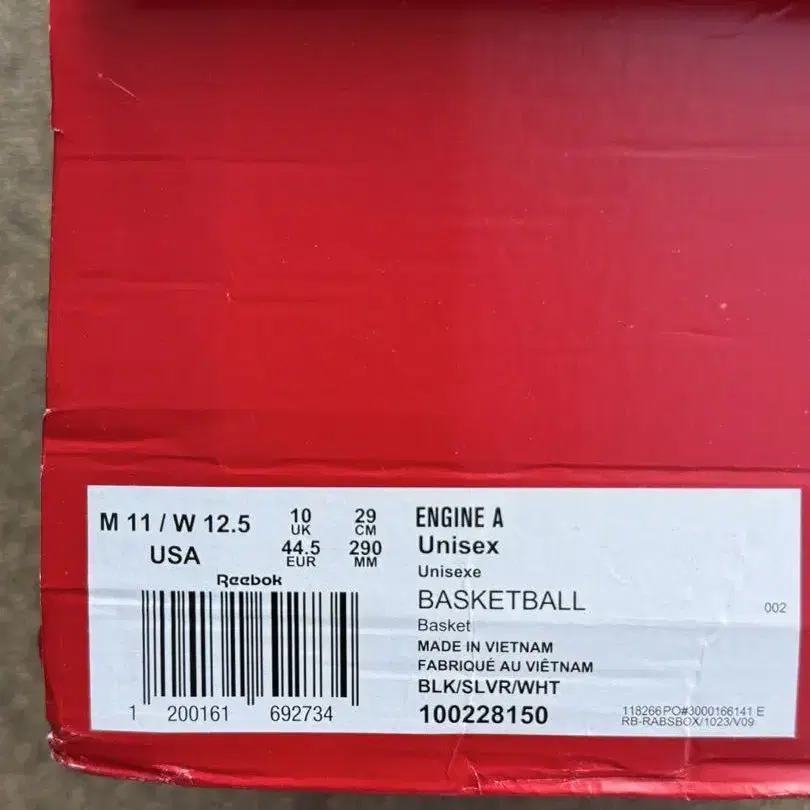 M 11 / W 12.5
USA
10
UK
44.5
EUR
29
CM
290
MM
Reebok
1 200161 692734
ENGINE A
Unisex
Unisexe
BASKETBALL
Basket
MADE IN VIETNAM
FABRIQUÉ AU VIÊTNAM
BLK/SLVR/WHT
100228150
002
118266 PO#3000166141 E
RB-RABSBOX/1023/V09